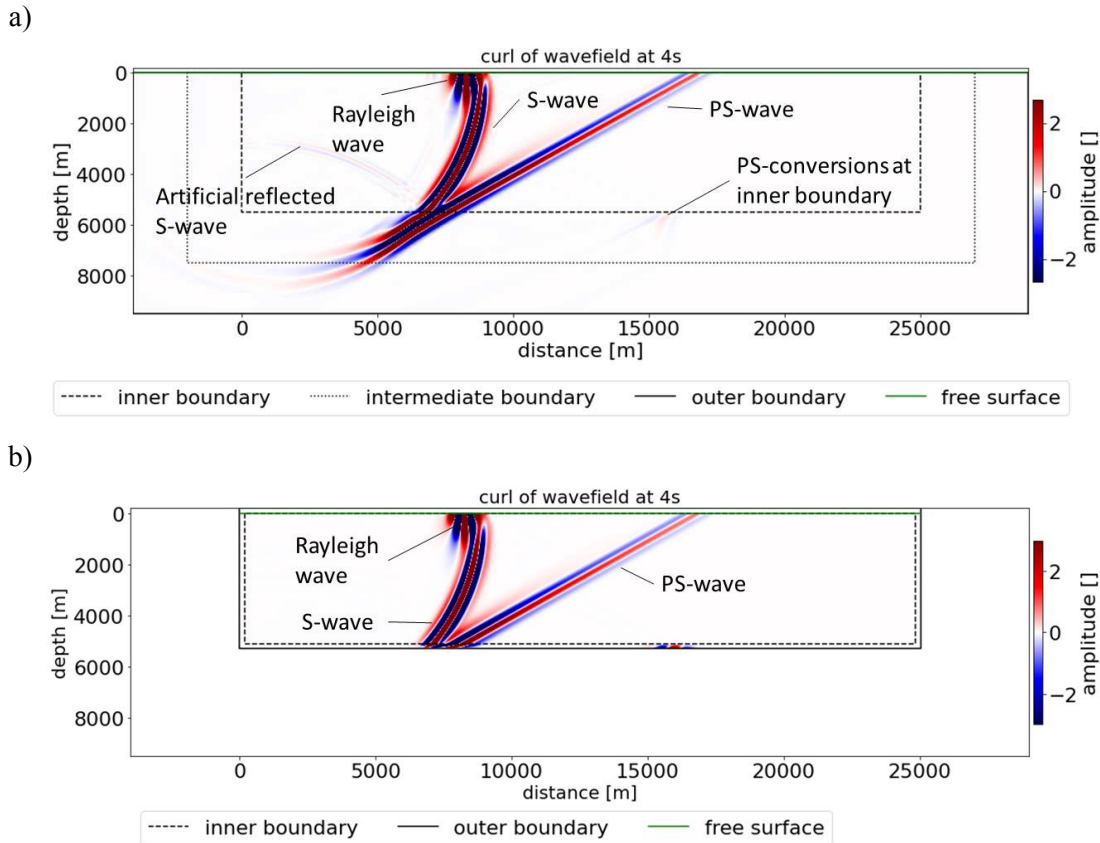 a)
curl of wavefield at 4s
0
2000
4000
6000
8000
depth [m]
Rayleigh
wave
S-wave
PS-wave
Artificial reflected
S-wave
PS-conversions at
inner boundary
2
0
−2
amplitude []
0 5000 10000 15000 20000 25000
distance [m]
inner boundary intermediate boundary outer boundary free surface
b)
curl of wavefield at 4s
0
2000
4000
6000
8000
depth [m]
Rayleigh
wave
S-wave
PS-wave
2
0
−2
amplitude []
0 5000 10000 15000 20000 25000
distance [m]
inner boundary outer boundary free surface